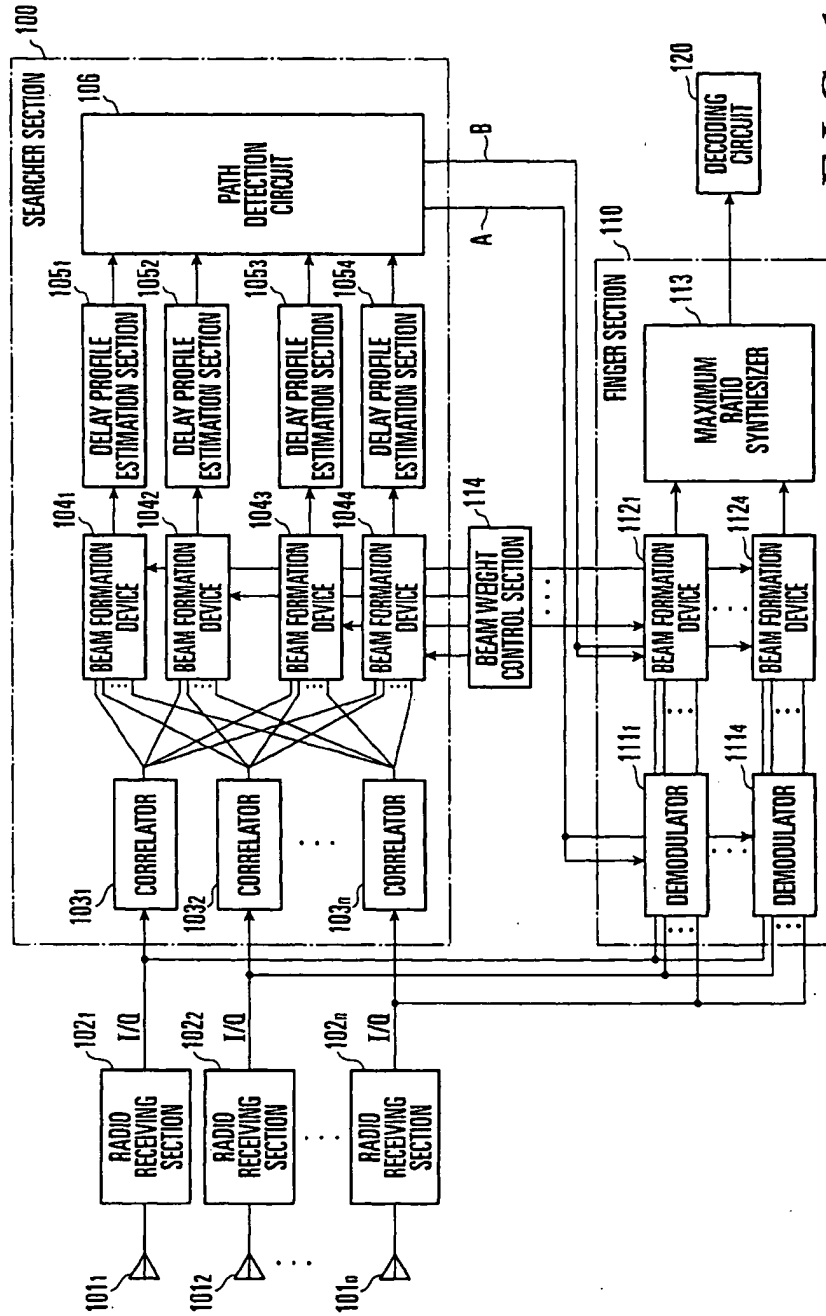 SEARCHER SECTION
100
106
PATH
DETECTION
CIRCUIT
1051
DELAY PROFILE
ESTIMATION SECTION
1052
DELAY PROFILE
ESTIMATION SECTION
1053
DELAY PROFILE
ESTIMATION SECTION
1054
DELAY PROFILE
ESTIMATION SECTION
1041
BEAM FORMATION
DEVICE
1042
BEAM FORMATION
DEVICE
1043
BEAM FORMATION
DEVICE
1044
BEAM FORMATION
DEVICE
1031
CORRELATOR
1032
CORRELATOR
103n
CORRELATOR
I/Q
I/Q
I/Q
1021
RADIO
RECEIVING
SECTION
1022
RADIO
RECEIVING
SECTION
102n
RADIO
RECEIVING
SECTION
1011
1012
101n
A
B
114
BEAM WEIGHT
CONTROL SECTION
110
FINGER SECTION
113
MAXIMUM
RATIO
SYNTHESIZER
120
DECODING
CIRCUIT
1121
BEAM FORMATION
DEVICE
1124
BEAM FORMATION
DEVICE
1111
DEMODULATOR
1114
DEMODULATOR